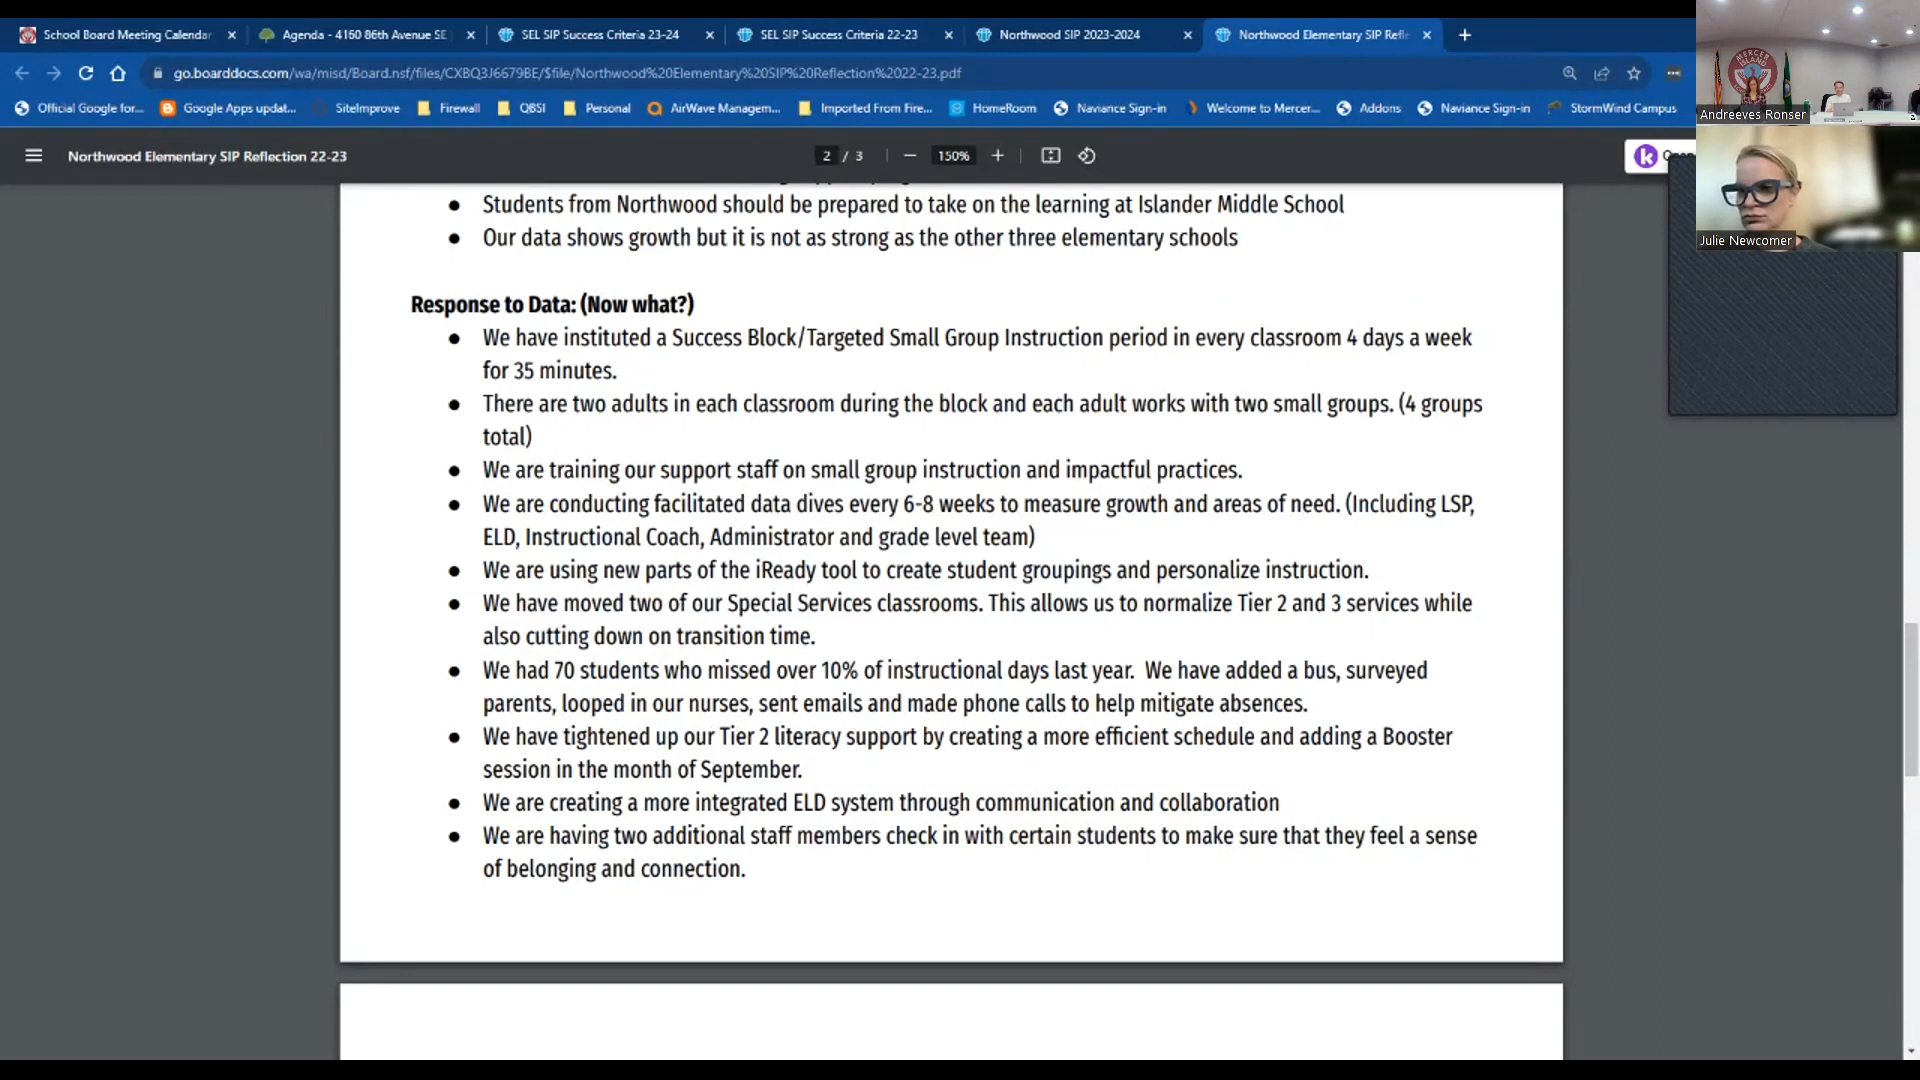 School Board Meeting Calendar
Agenda - 4160 86th Avenue SE
SEL SIP Success Criteria 23-24
SEL SIP Success Criteria 22-23
Northwood SIP 2023-2024
Northwood Elementary SIP Refle
go.boarddocs.com/wa/misd/Board.nsf/files/CXBQ3J6679BE/$file/Northwood%20Elementary%20SIP%20Reflection%2022-23.pdf
Official Google for...
Google Apps updat...
SiteImprove
Firewall
QBSI
Personal
AirWave Managem...
Imported From Fire...
HomeRoom
Naviance Sign-in
Welcome to Mercer...
Addons
Naviance Sign-in
StormWind Campus
MERCER
ISLAND
Andreeves Ronser
Julie Newcomer
Northwood Elementary SIP Reflection 22-23
2 / 3
150%
● Students from Northwood should be prepared to take on the learning at Islander Middle School
● Our data shows growth but it is not as strong as the other three elementary schools
Response to Data: (Now what?)
● We have instituted a Success Block/Targeted Small Group Instruction period in every classroom 4 days a week
for 35 minutes.
● There are two adults in each classroom during the block and each adult works with two small groups. (4 groups
total)
● We are training our support staff on small group instruction and impactful practices.
● We are conducting facilitated data dives every 6-8 weeks to measure growth and areas of need. (Including LSP,
ELD, Instructional Coach, Administrator and grade level team)
● We are using new parts of the iReady tool to create student groupings and personalize instruction.
● We have moved two of our Special Services classrooms. This allows us to normalize Tier 2 and 3 services while
also cutting down on transition time.
● We had 70 students who missed over 10% of instructional days last year. We have added a bus, surveyed
parents, looped in our nurses, sent emails and made phone calls to help mitigate absences.
● We have tightened up our Tier 2 literacy support by creating a more efficient schedule and adding a Booster
session in the month of September.
● We are creating a more integrated ELD system through communication and collaboration
● We are having two additional staff members check in with certain students to make sure that they feel a sense
of belonging and connection.